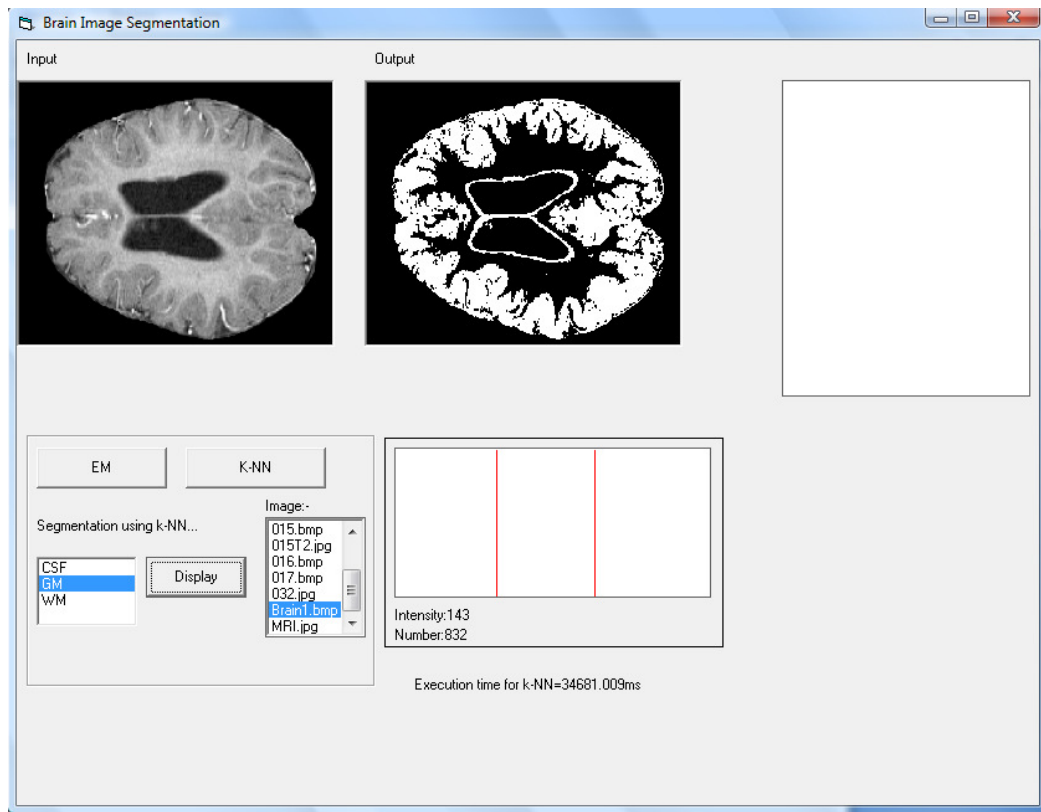 Brain Image Segmentation
Input
Output
EM
K-NN
Segmentation using k-NN...
Image:-
CSF
GM
WM
Display
015.bmp
015T2.jpg
016.bmp
017.bmp
032.jpg
Brain1.bmp
MRI.jpg
Intensity:143
Number:832
Execution time for k-NN=34681.009ms